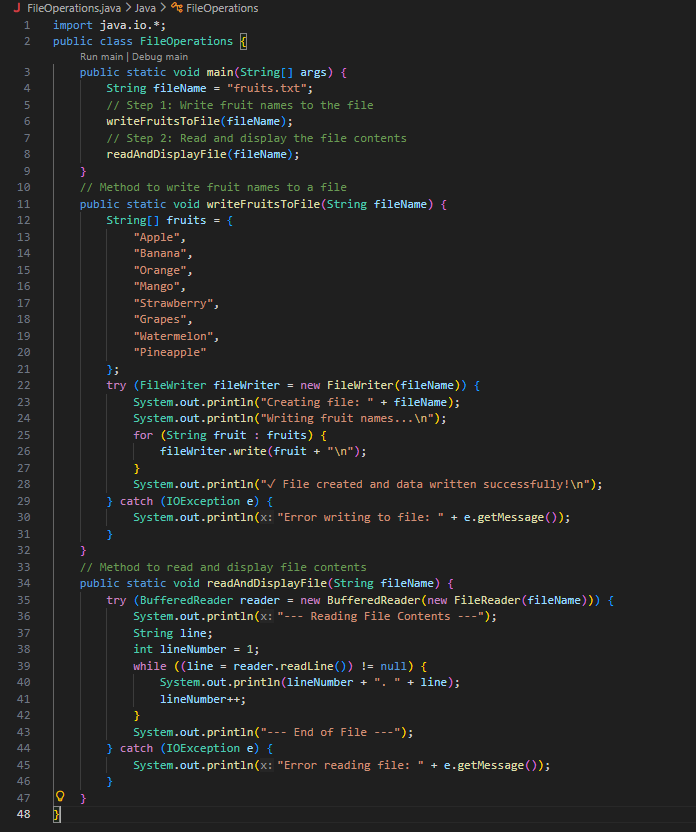 FileOperations.java > Java > FileOperations
1 import java.io.*;
2 public class FileOperations {
Run main | Debug main
3     public static void main(String[] args) {
4         String fileName = "fruits.txt";
5         // Step 1: Write fruit names to the file
6         writeFruitsToFile(fileName);
7         // Step 2: Read and display the file contents
8         readAndDisplayFile(fileName);
9     }
10     // Method to write fruit names to a file
11     public static void writeFruitsToFile(String fileName) {
12         String[] fruits = {
13             "Apple",
14             "Banana",
15             "Orange",
16             "Mango",
17             "Strawberry",
18             "Grapes",
19             "Watermelon",
20             "Pineapple"
21         };
22         try (FileWriter fileWriter = new FileWriter(fileName)) {
23             System.out.println("Creating file: " + fileName);
24             System.out.println("Writing fruit names...\n");
25             for (String fruit : fruits) {
26                 fileWriter.write(fruit + "\n");
27             }
28             System.out.println("✓ File created and data written successfully!\n");
29         } catch (IOException e) {
30             System.out.println(x: "Error writing to file: " + e.getMessage());
31         }
32     }
33     // Method to read and display file contents
34     public static void readAndDisplayFile(String fileName) {
35         try (BufferedReader reader = new BufferedReader(new FileReader(fileName))) {
36             System.out.println(x: "--- Reading File Contents ---");
37             String line;
38             int lineNumber = 1;
39             while ((line = reader.readLine()) != null) {
40                 System.out.println(lineNumber + ". " + line);
41                 lineNumber++;
42             }
43             System.out.println("--- End of File ---");
44         } catch (IOException e) {
45             System.out.println(x: "Error reading file: " + e.getMessage());
46         }
47     }
48 }